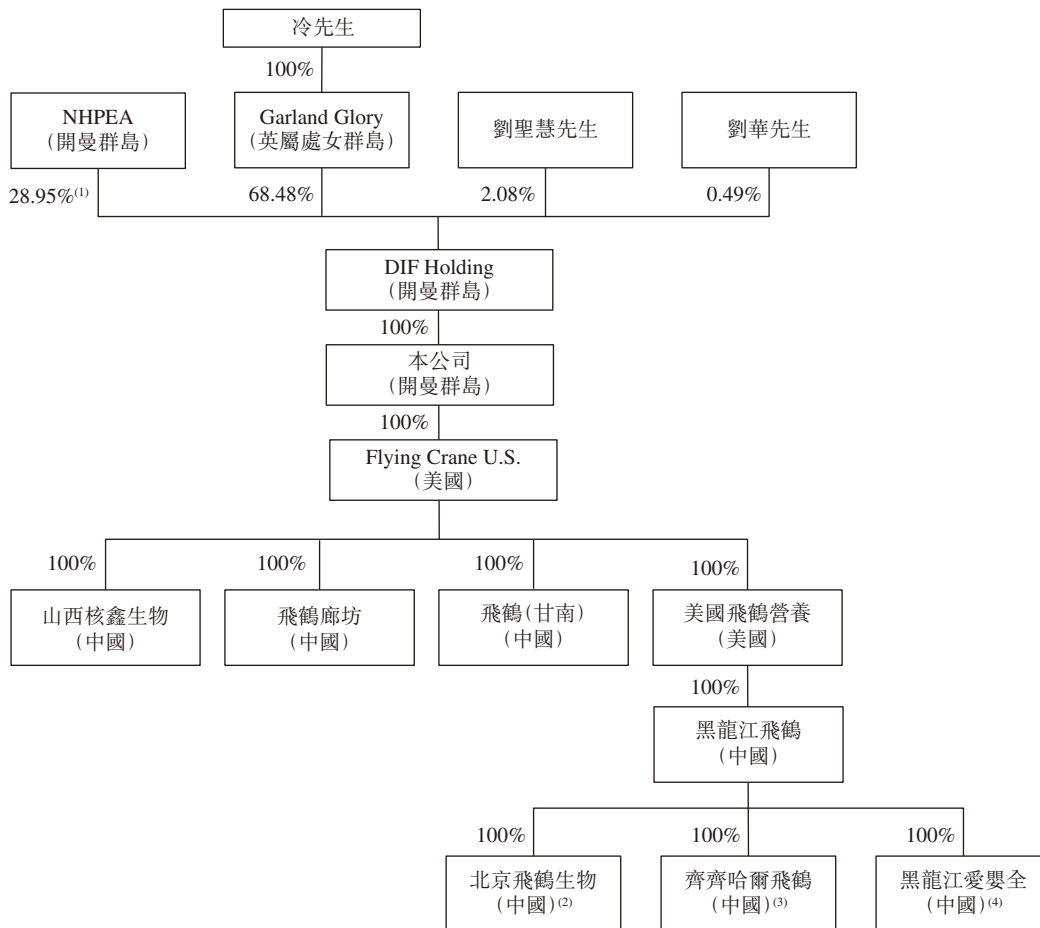 冷先生
100%
NHPEA
(開曼群島)
Garland Glory
(英屬處女群島)
劉聖慧先生
劉華先生
28.95%(1)
68.48%
2.08%
0.49%
DIF Holding
(開曼群島)
100%
本公司
(開曼群島)
100%
Flying Crane U.S.
(美國)
100%
100%
100%
100%
山西核鑫生物
(中國)
飛鶴廊坊
(中國)
飛鶴(甘南)
(中國)
美國飛鶴營養
(美國)
100%
黑龍江飛鶴
(中國)
100%
100%
100%
北京飛鶴生物
(中國)(2)
齊齊哈爾飛鶴
(中國)(3)
黑龍江愛嬰全
(中國)(4)